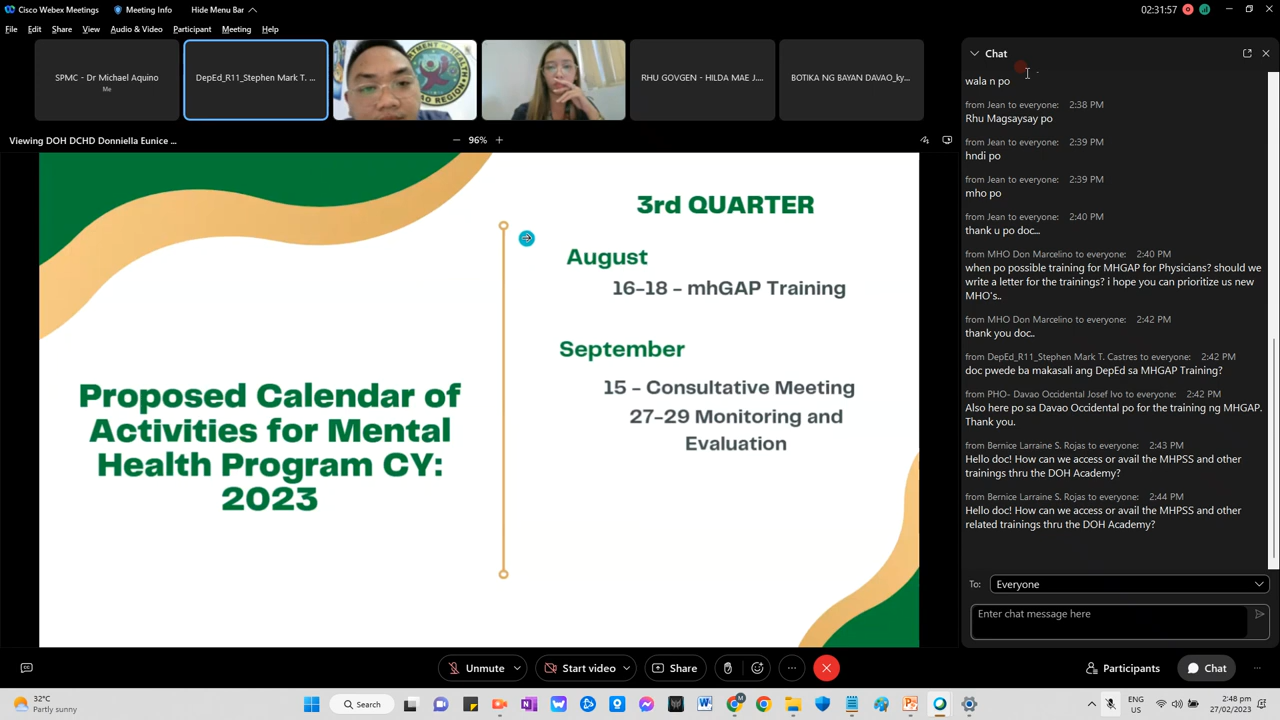 Cisco Webex Meetings
Meeting Info
Hide Menu Bar
02:31:57
File Edit Share View Audio & Video Participant Meeting Help
SPMC - Dr Michael Aquino
Me
DepEd_R11_Stephen Mark T. ...
RHU GOVGEN - HILDA MAE J....
BOTIKA NG BAYAN DAVAO_ky...
Viewing DOH DCHD Donniella Eunice ...
96%
Proposed Calendar of
Activities for Mental
Health Program CY:
2023
3rd QUARTER
August
16-18 - mhGAP Training
September
15 - Consultative Meeting
27-29 Monitoring and
Evaluation
Chat
wala n po
from Jean to everyone: 2:38 PM
Rhu Magsaysay po
from Jean to everyone: 2:39 PM
hndi po
from Jean to everyone: 2:39 PM
mho po
from Jean to everyone: 2:40 PM
thank u po doc...
from MHO Don Marcelino to everyone: 2:40 PM
when po possible training for MHGAP for Physicians? should we
write a letter for the trainings? i hope you can prioritize us new
MHO's..
from MHO Don Marcelino to everyone: 2:42 PM
thank you doc..
from DepEd_R11_Stephen Mark T. Castres to everyone: 2:42 PM
doc pwede ba makasali ang DepEd sa MHGAP Training?
from PHO- Davao Occidental Josef Ivo to everyone: 2:42 PM
Also here po sa Davao Occidental po for the training ng MHGAP.
Thank you.
from Bernice Larraine S. Rojas to everyone: 2:43 PM
Hello doc! How can we access or avail the MHPSS and other
trainings thru the DOH Academy?
from Bernice Larraine S. Rojas to everyone: 2:44 PM
Hello doc! How can we access or avail the MHPSS and other
related trainings thru the DOH Academy?
To: Everyone
Enter chat message here
Unmute
Start video
Share
Participants
Chat
32°C
Partly sunny
Search
ENG
US
2:48 pm
27/02/2023